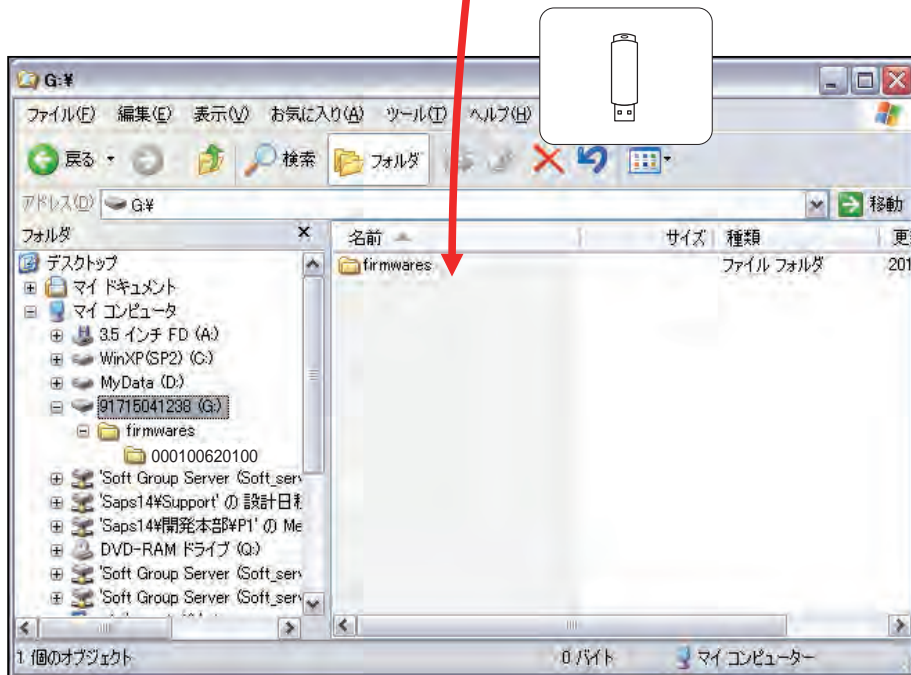 G:¥
ファイル(F) 編集(E) 表示(V) お気に入り(A) ツール(T) ヘルプ(H)
戻る 検索 フォルダ
アドレス(D) G:¥ 移動
フォルダ × 名前 サイズ 種類 更
デスクトップ
firmwares ファイル フォルダ 201
マイ ドキュメント
マイ コンピュータ
3.5 インチ FD (A:)
WinXP(SP2) (C:)
MyData (D:)
91715041238 (G:)
firmwares
000100620100
'Soft Group Server (Soft_serv
'Saps14¥Support' の 設計日程
'Saps14¥開発本部¥P1' の Me
DVD-RAM ドライブ (Q:)
'Soft Group Server (Soft_serv
'Soft Group Server (Soft_serv
1 個のオブジェクト 0 バイト マイ コンピューター